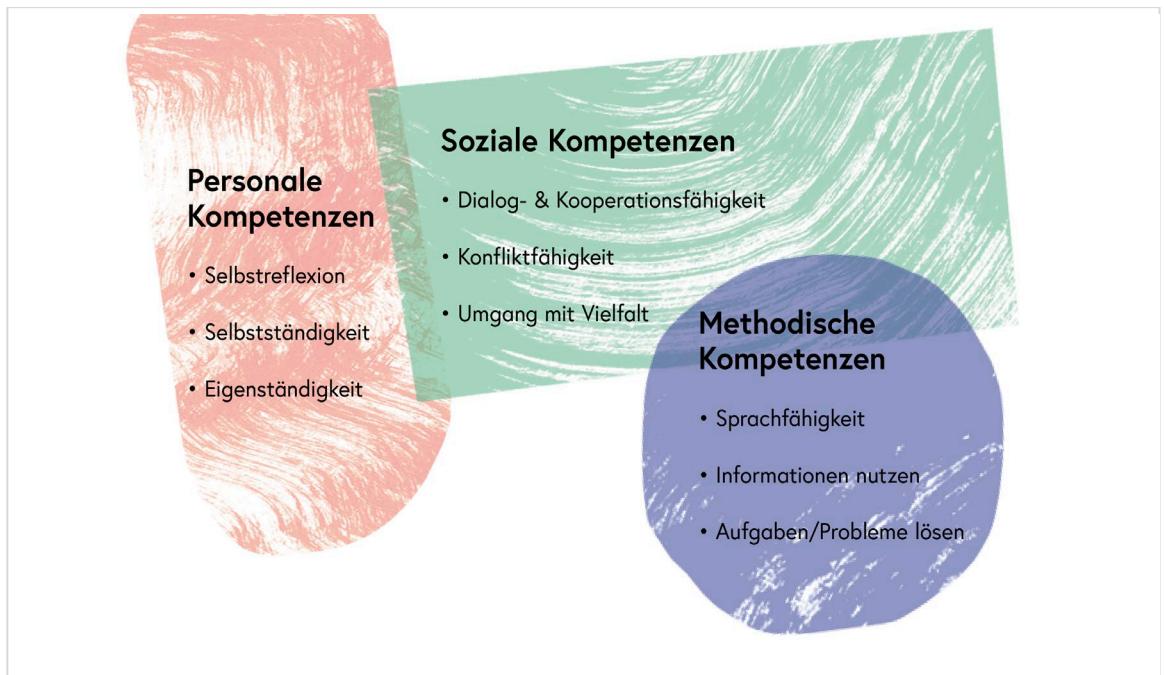 Personale
Kompetenzen
• Selbstreflexion
• Selbstständigkeit
• Eigenständigkeit
Soziale Kompetenzen
• Dialog- & Kooperationsfähigkeit
• Konfliktfähigkeit
• Umgang mit Vielfalt
Methodische
Kompetenzen
• Sprachfähigkeit
• Informationen nutzen
• Aufgaben/Probleme lösen